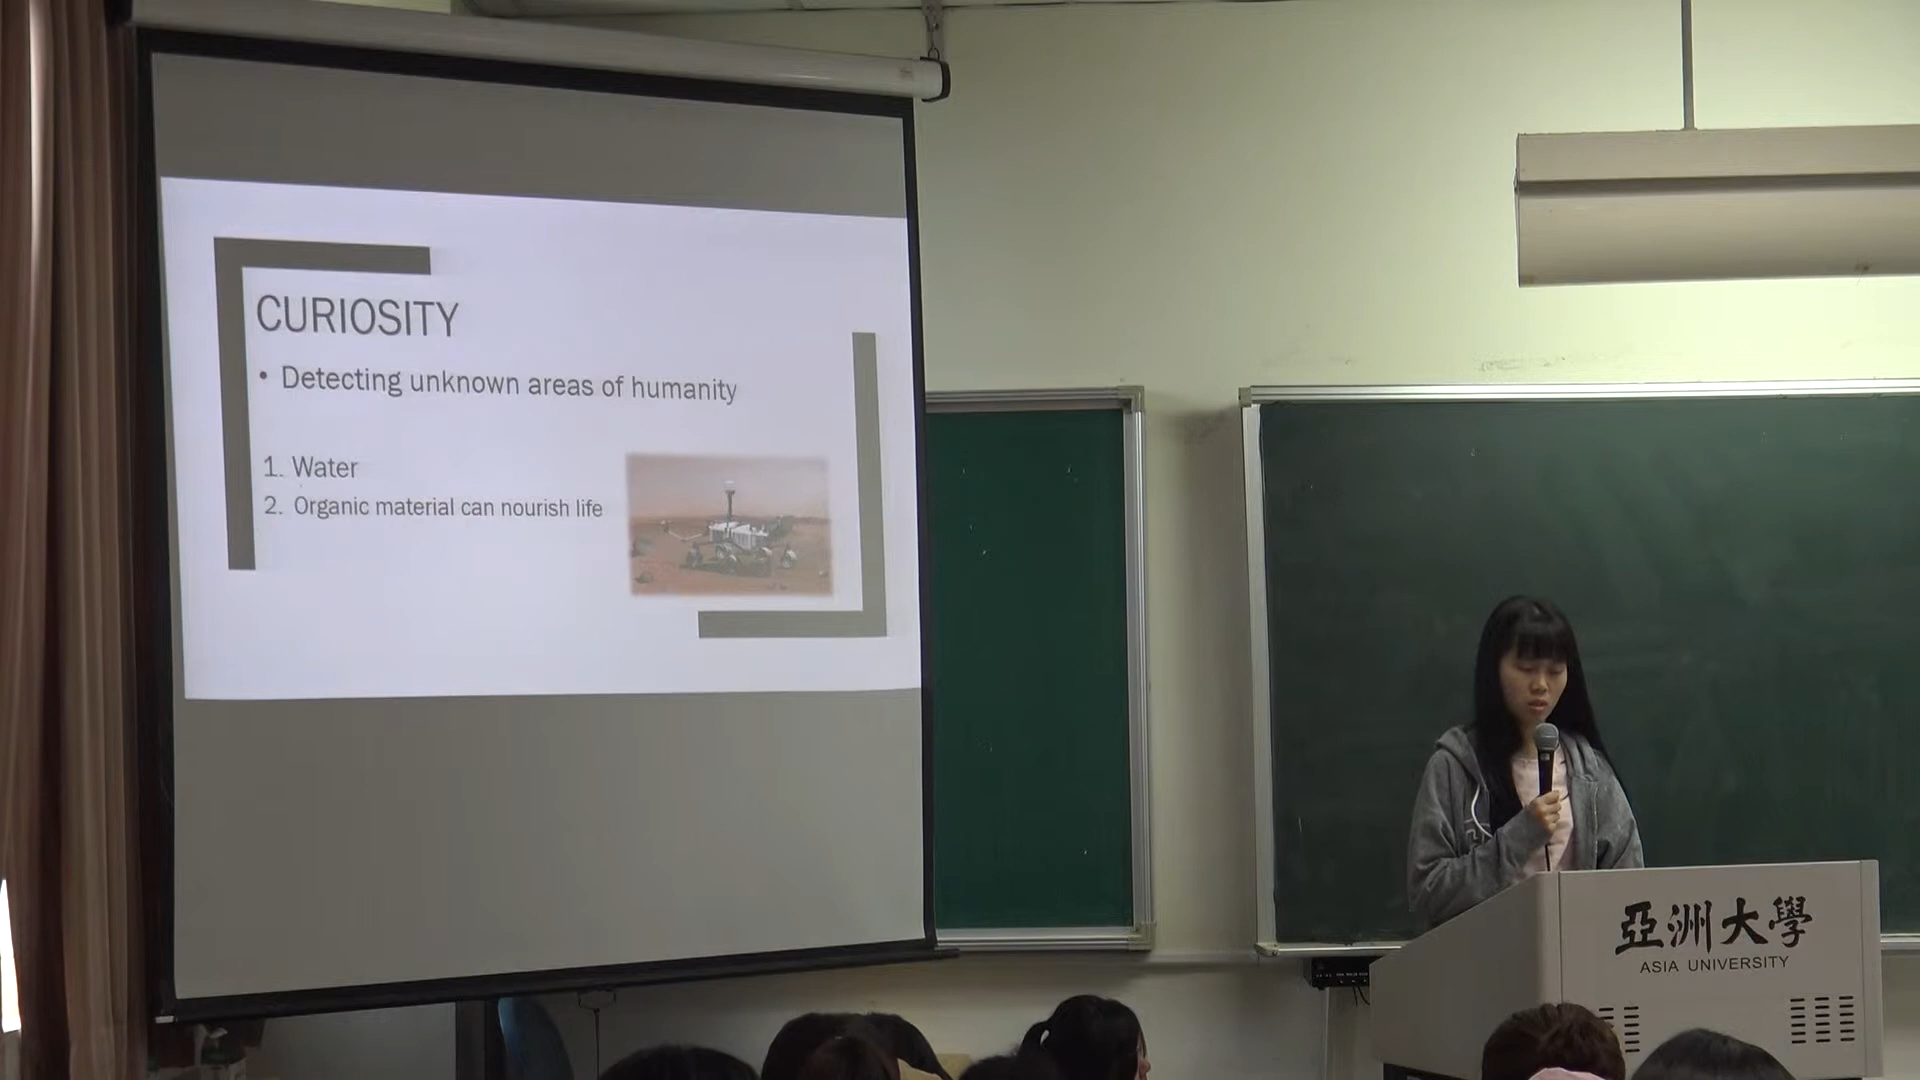 CURIOSITY
• Detecting unknown areas of humanity
1. Water
2. Organic material can nourish life
亞洲大學
ASIA UNIVERSITY